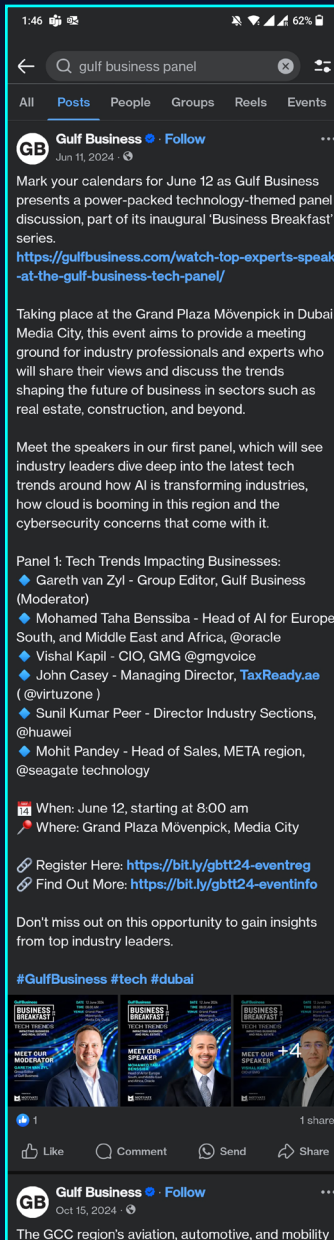 1:46 62%
gulf business panel
All Posts People Groups Reels Events
GB Gulf Business · Follow
Jun 11, 2024 ·
Mark your calendars for June 12 as Gulf Business
presents a power-packed technology-themed panel
discussion, part of its inaugural ‘Business Breakfast’
series.
https://gulfbusiness.com/watch-top-experts-speak
-at-the-gulf-business-tech-panel/
Taking place at the Grand Plaza Mövenpick in Dubai
Media City, this event aims to provide a meeting
ground for industry professionals and experts who
will share their views and discuss the trends
shaping the future of business in sectors such as
real estate, construction, and beyond.
Meet the speakers in our first panel, which will see
industry leaders dive deep into the latest tech
trends around how AI is transforming industries,
how cloud is booming in this region and the
cybersecurity concerns that come with it.
Panel 1: Tech Trends Impacting Businesses:
🔷 Gareth van Zyl - Group Editor, Gulf Business
(Moderator)
🔷 Mohamed Taha Benssiba - Head of AI for Europe
South, and Middle East and Africa, @oracle
🔷 Vishal Kapil - CIO, GMG @gmgvoice
🔷 John Casey - Managing Director, TaxReady.ae
( @virtuzone )
🔷 Sunil Kumar Peer - Director Industry Sections,
@huawei
🔷 Mohit Pandey - Head of Sales, META region,
@seagate technology
📅 When: June 12, starting at 8:00 am
📍 Where: Grand Plaza Mövenpick, Media City
🔗 Register Here: https://bit.ly/gbtt24-eventreg
🔗 Find Out More: https://bit.ly/gbtt24-eventinfo
Don't miss out on this opportunity to gain insights
from top industry leaders.
#GulfBusiness #tech #dubai
BUSINESS
BREAKFAST
TECH TRENDS
MEET OUR
MODERATOR
BUSINESS
BREAKFAST
TECH TRENDS
MEET OUR
SPEAKER
BUSINESS
BREAKFAST
TECH TRENDS
MEET OUR
SPEAKER
+4
1 1 share
Like Comment Send Share
GB Gulf Business · Follow
Oct 15, 2024 ·
The GCC region's aviation, automotive, and mobility